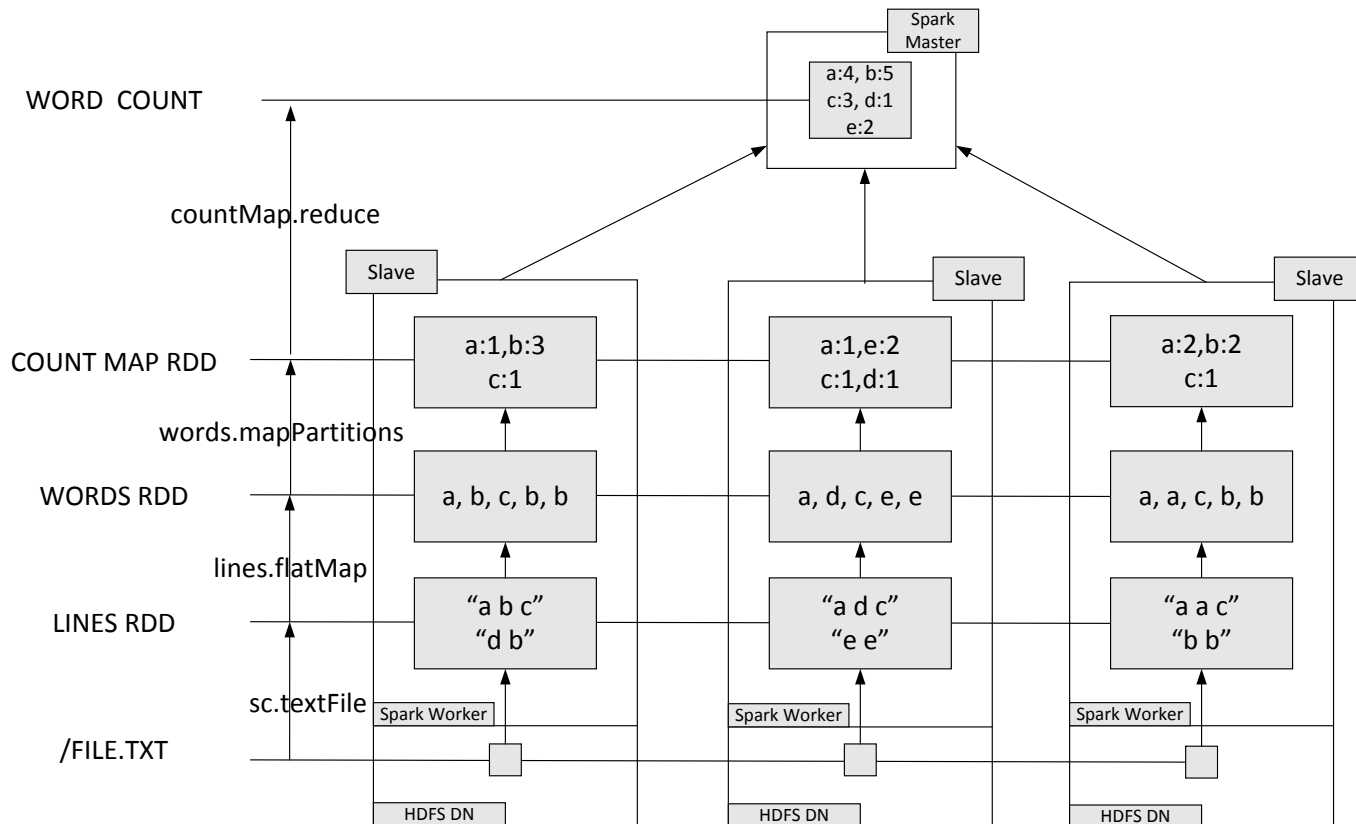 Spark
Master
a:4, b:5
c:3, d:1
e:2
WORD COUNT
countMap.reduce
Slave
Slave
Slave
a:1,b:3
c:1
a:1,e:2
c:1,d:1
a:2,b:2
c:1
COUNT MAP RDD
words.mapPartitions
WORDS RDD
a, b, c, b, b
a, d, c, e, e
a, a, c, b, b
lines.flatMap
LINES RDD
“a b c”
“d b”
“a d c”
“e e”
“a a c”
“b b”
sc.textFile
Spark Worker
Spark Worker
Spark Worker
/FILE.TXT
HDFS DN
HDFS DN
HDFS DN